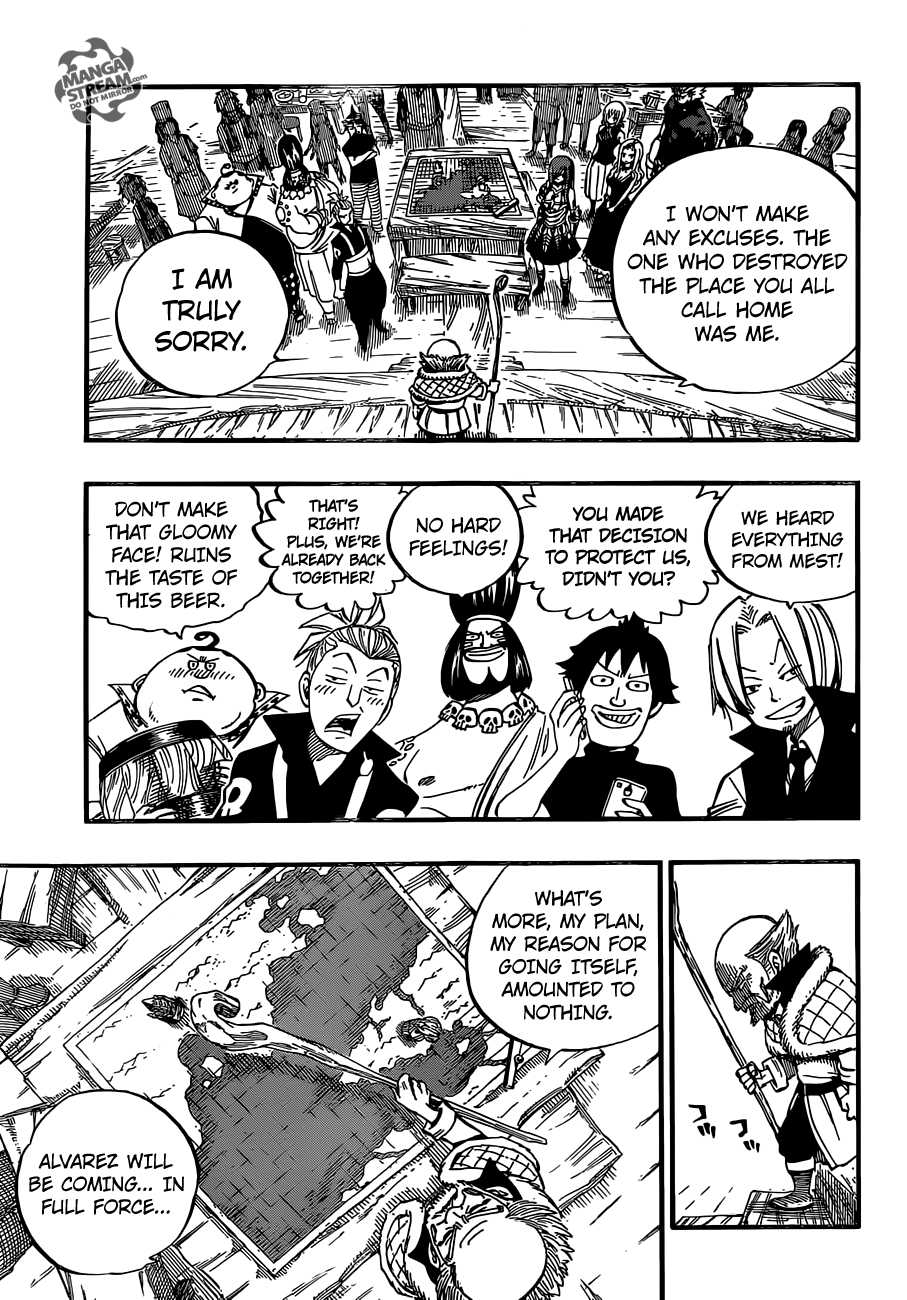 MANGA
STREAM.com
DO NOT MIRROR
I WON'T MAKE
ANY EXCUSES. THE
ONE WHO DESTROYED
THE PLACE YOU ALL
CALL HOME
WAS ME.
I AM
TRULY
SORRY.
WE HEARD
EVERYTHING
FROM MEST!
YOU MADE
THAT DECISION
TO PROTECT US,
DIDN'T YOU?
NO HARD
FEELINGS!
THAT'S
RIGHT!
PLUS, WE'RE
ALREADY BACK
TOGETHER!
DON'T MAKE
THAT GLOOMY
FACE! RUINS
THE TASTE OF
THIS BEER.
コ
コ
WHAT'S
MORE, MY PLAN,
MY REASON FOR
GOING ITSELF,
AMOUNTED TO
NOTHING.
ALVAREZ WILL
BE COMING... IN
FULL FORCE...